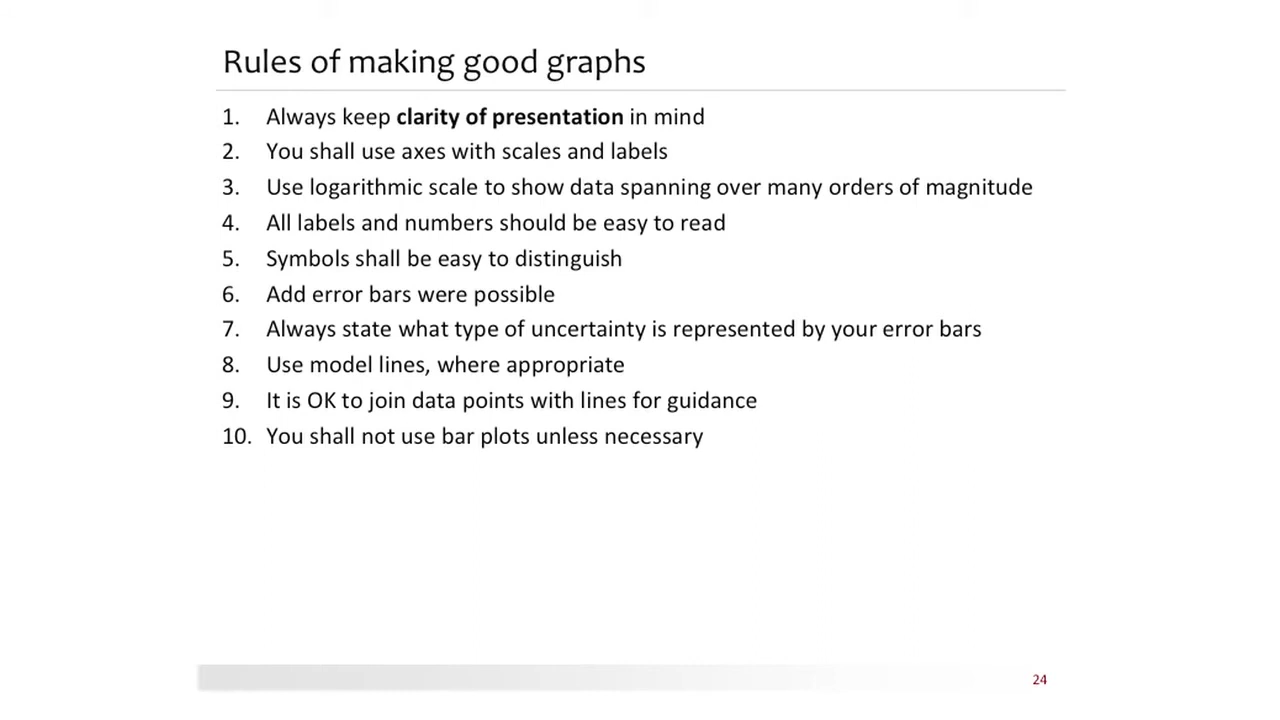 Rules of making good graphs
1. Always keep clarity of presentation in mind
2. You shall use axes with scales and labels
3. Use logarithmic scale to show data spanning over many orders of magnitude
4. All labels and numbers should be easy to read
5. Symbols shall be easy to distinguish
6. Add error bars were possible
7. Always state what type of uncertainty is represented by your error bars
8. Use model lines, where appropriate
9. It is OK to join data points with lines for guidance
10. You shall not use bar plots unless necessary
24